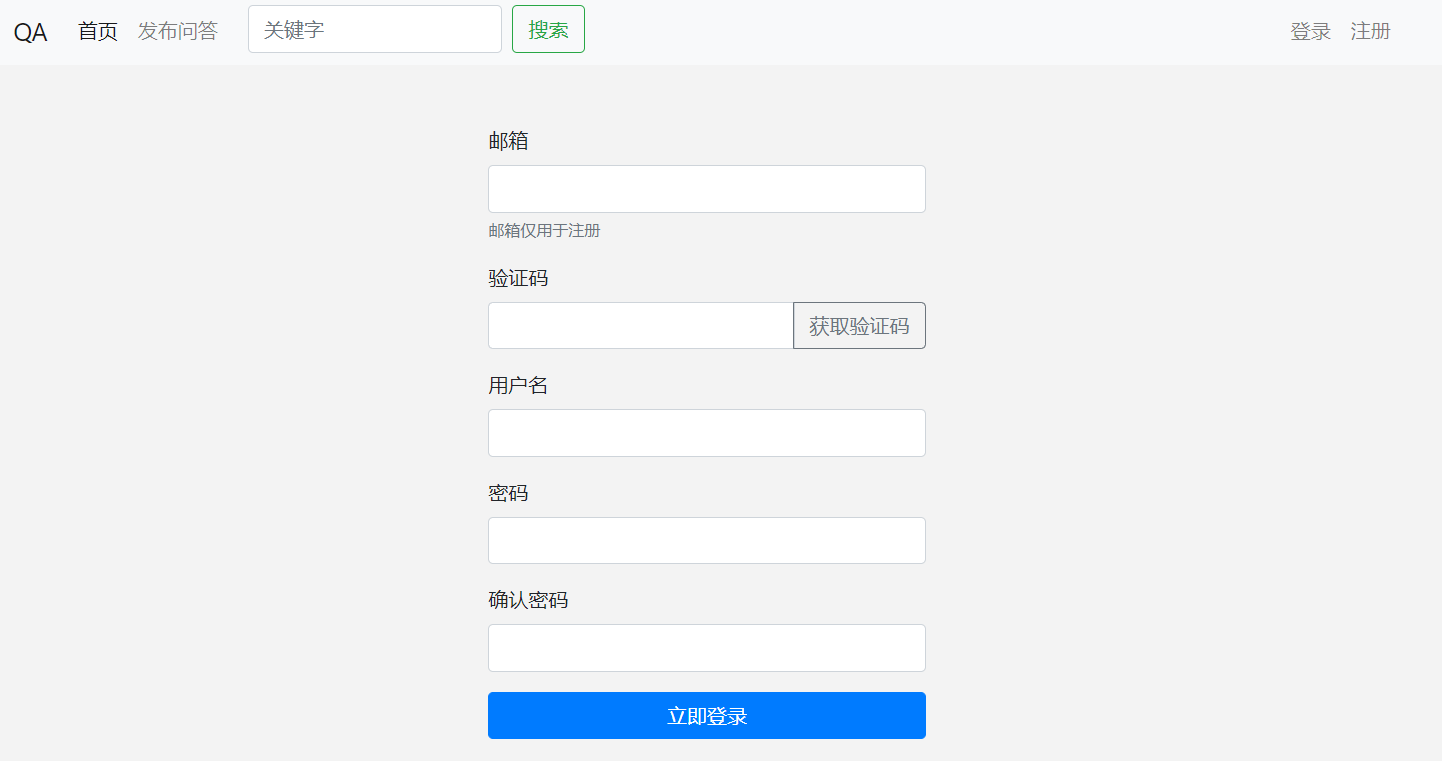 QA 首页 发布问答 关键字 搜索 登录 注册
邮箱
邮箱仅用于注册
验证码
获取验证码
用户名
密码
确认密码
立即登录